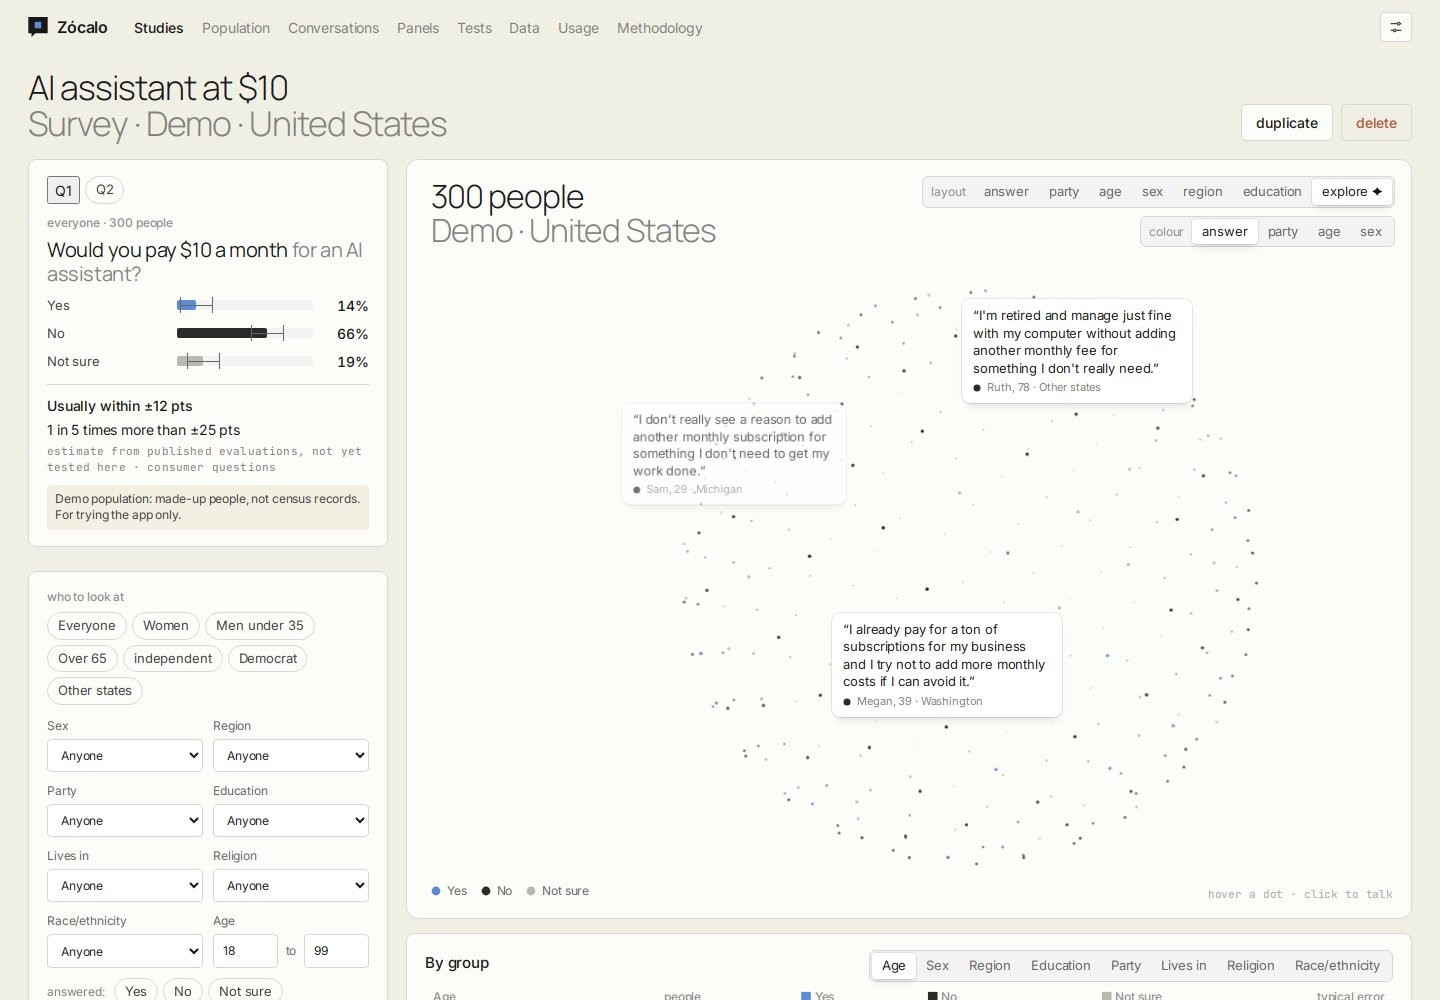 Zócalo Studies Population Conversations Panels Tests Data Usage Methodology
AI assistant at $10
Survey · Demo · United States
duplicate delete
Q1 Q2
everyone · 300 people
Would you pay $10 a month for an AI
assistant?
Yes 14%
No 66%
Not sure 19%
Usually within ±12 pts
1 in 5 times more than ±25 pts
estimate from published evaluations, not yet
tested here · consumer questions
Demo population: made-up people, not census records.
For trying the app only.
who to look at
Everyone Women Men under 35
Over 65 independent Democrat
Other states
Sex Region
Anyone Anyone
Party Education
Anyone Anyone
Lives in Religion
Anyone Anyone
Race/ethnicity Age
Anyone 18 to 99
answered: Yes No Not sure
300 people
Demo · United States
layout answer party age sex region education explore ✦
colour answer party age sex
“I'm retired and manage just fine
with my computer without adding
another monthly fee for
something I don't really need.”
Ruth, 78 · Other states
“I don't really see a reason to add
another monthly subscription for
something I don't need to get my
work done.”
Sam, 29 · Michigan
“I already pay for a ton of
subscriptions for my business
and I try not to add more monthly
costs if I can avoid it.”
Megan, 39 · Washington
Yes No Not sure
hover a dot · click to talk
By group
Age Sex Region Education Party Lives in Religion Race/ethnicity
Age people Yes No Not sure typical error